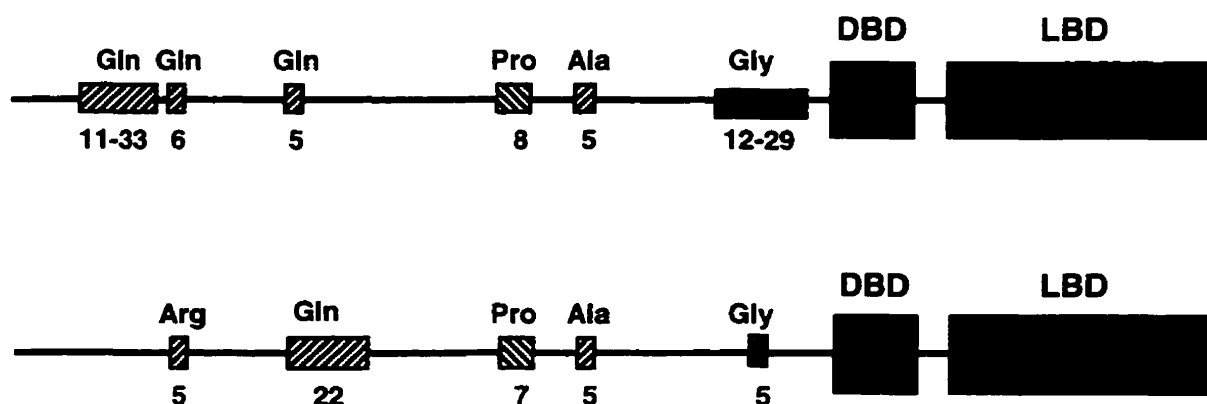 DBD LBD
Gln Gln Gln Pro Ala Gly
11-33 6 5 8 5 12-29
DBD LBD
Arg Gln Pro Ala Gly
5 22 7 5 5